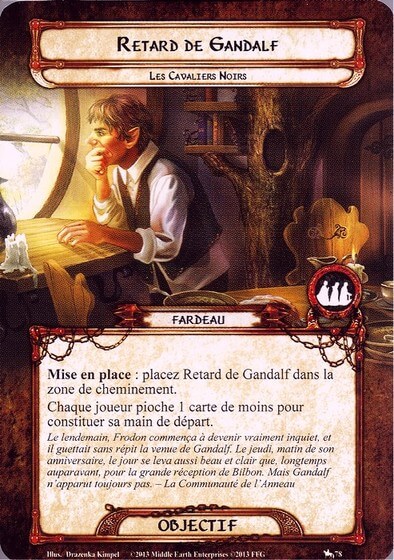 Retard de Gandalf
Les Cavaliers Noirs
FARDEAU
Mise en place : placez Retard de Gandalf dans la
zone de cheminement.
Chaque joueur pioche 1 carte de moins pour
constituer sa main de départ.
Le lendemain, Frodon commença à devenir vraiment inquiet, et
il guettait sans répit la venue de Gandalf. Le jeudi, matin de son
anniversaire, le jour se leva aussi beau et clair que, longtemps
auparavant, pour la grande réception de Bilbon. Mais Gandalf
n'apparut toujours pas. – La Communauté de l'Anneau
OBJECTIF
Illus. Drazenka Kimpel ©2013 Middle Earth Enterprises ©2013 FFG 78